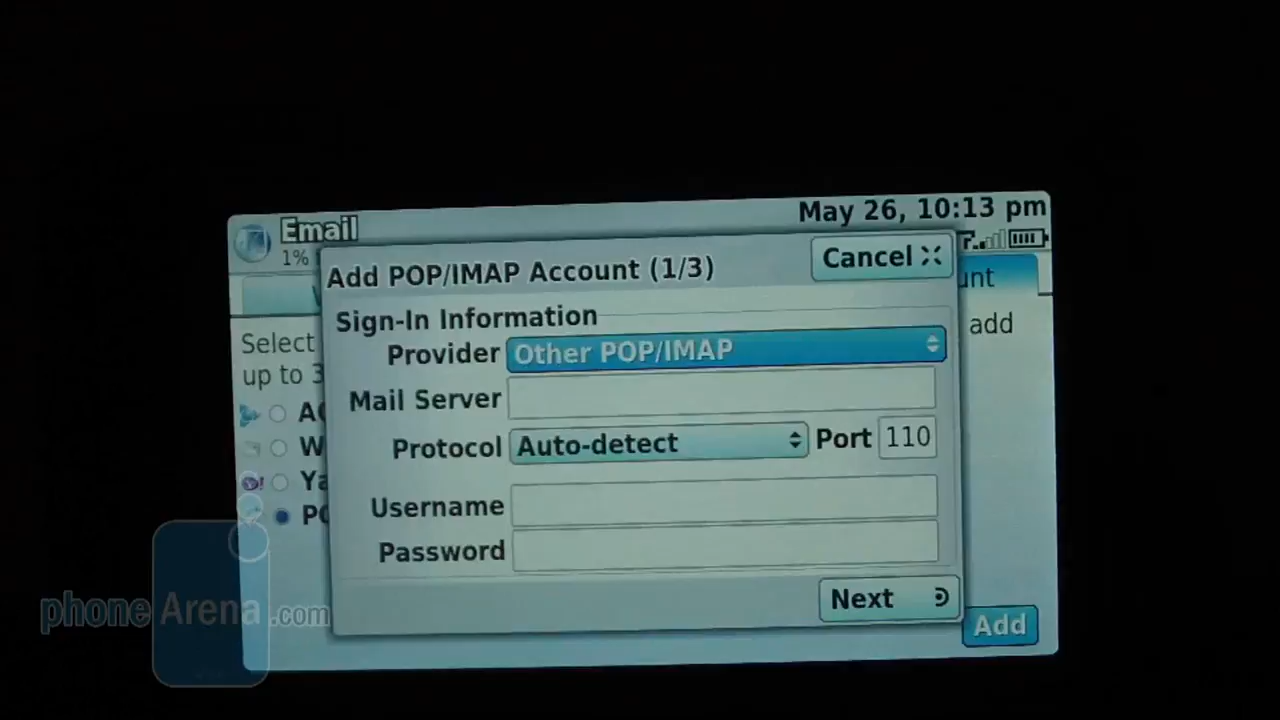 Email
May 26, 10:13 pm
1%
Add POP/IMAP Account (1/3)
Cancel
Sign-In Information
Select
add
Provider
Other POP/IMAP
up to 3
Mail Server
Protocol
Auto-detect
Port
110
Username
Password
Next
Add
phoneArena.com